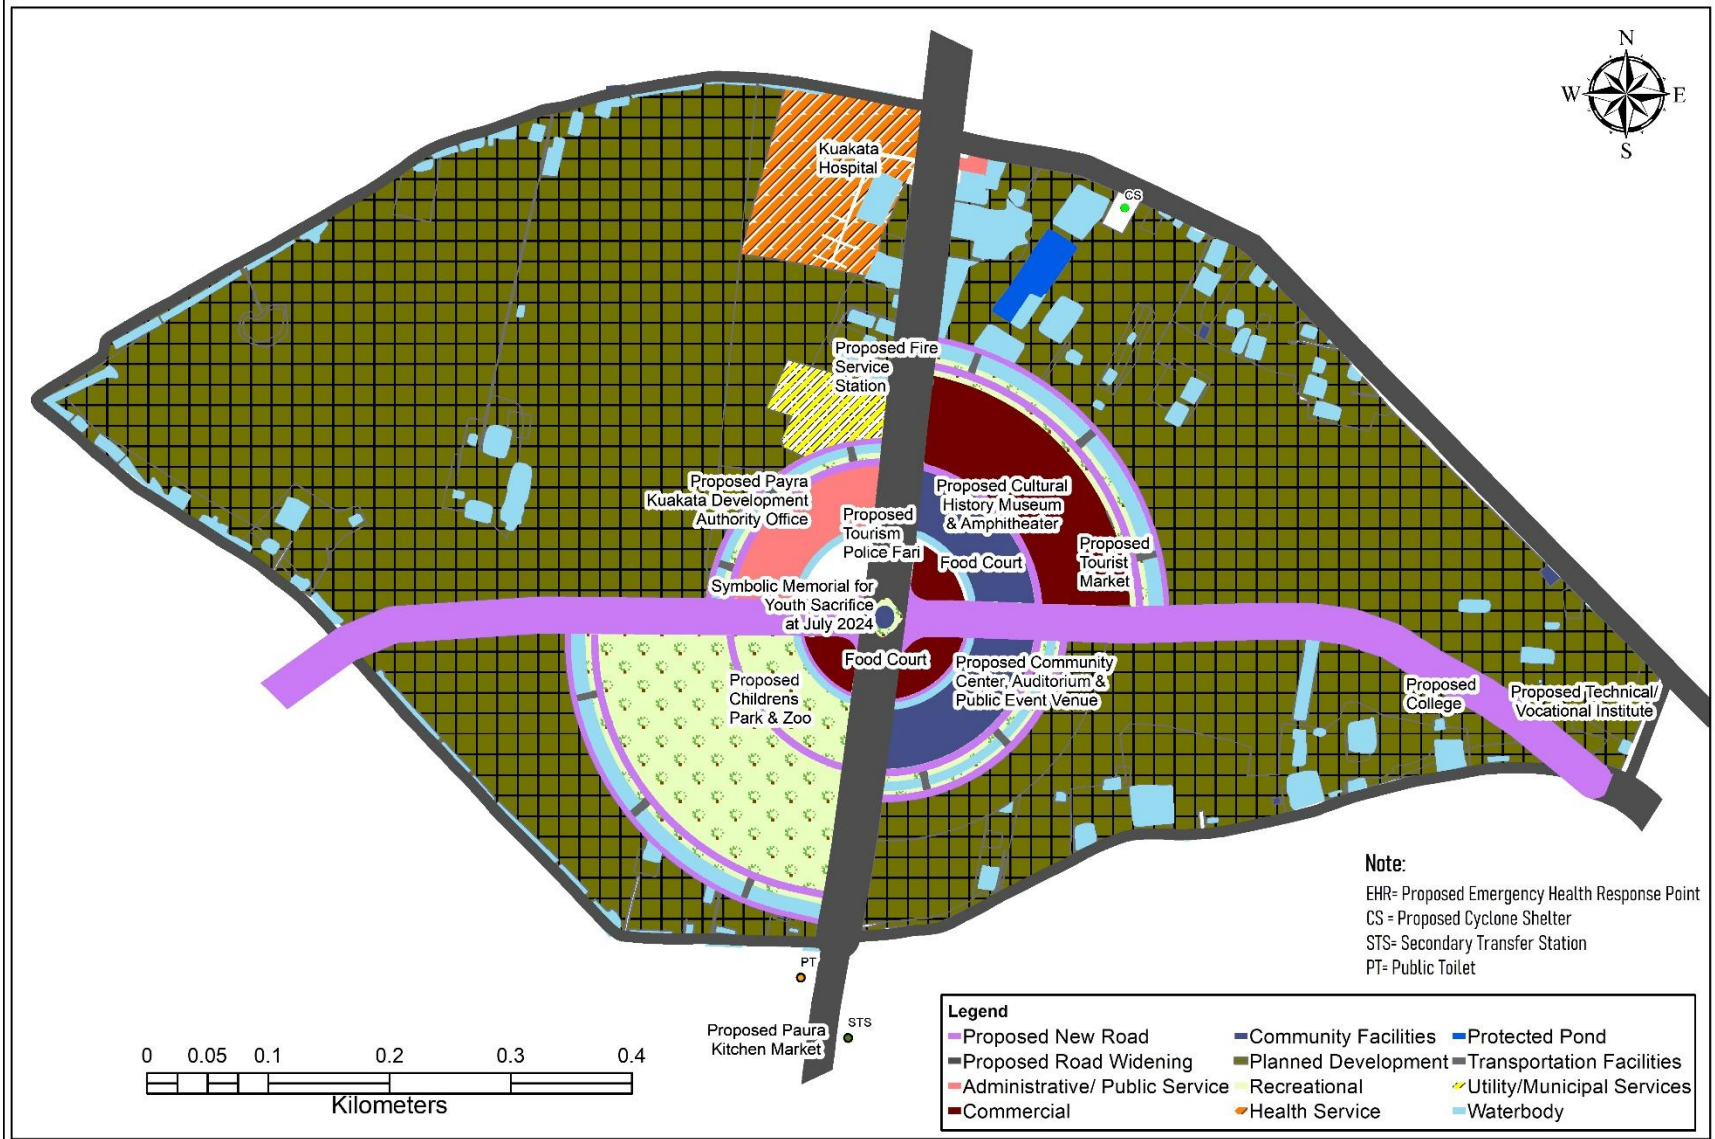 N
W
E
S
Kuakata
Hospital
CS
Proposed Fire
Service
Station
Proposed Payra
Kuakata Development
Authority Office
Proposed
Tourism
Police Fari
Proposed Cultural
History Museum
& Amphitheater
Food Court
Proposed
Tourist
Market
Symbolic Memorial for
Youth Sacrifice
at July 2024
Food Court
Proposed Community
Center, Auditorium &
Public Event Venue
Proposed
Childrens
Park & Zoo
Proposed
College
Proposed Technical/
Vocational Institute
PT
STS
Proposed Paura
Kitchen Market
Note:
EHR= Proposed Emergency Health Response Point
CS = Proposed Cyclone Shelter
STS= Secondary Transfer Station
PT= Public Toilet
0 0.05 0.1 0.2 0.3 0.4
Kilometers
Legend
Proposed New Road
Proposed Road Widening
Administrative/ Public Service
Commercial
Community Facilities
Planned Development
Recreational
Health Service
Protected Pond
Transportation Facilities
Utility/Municipal Services
Waterbody